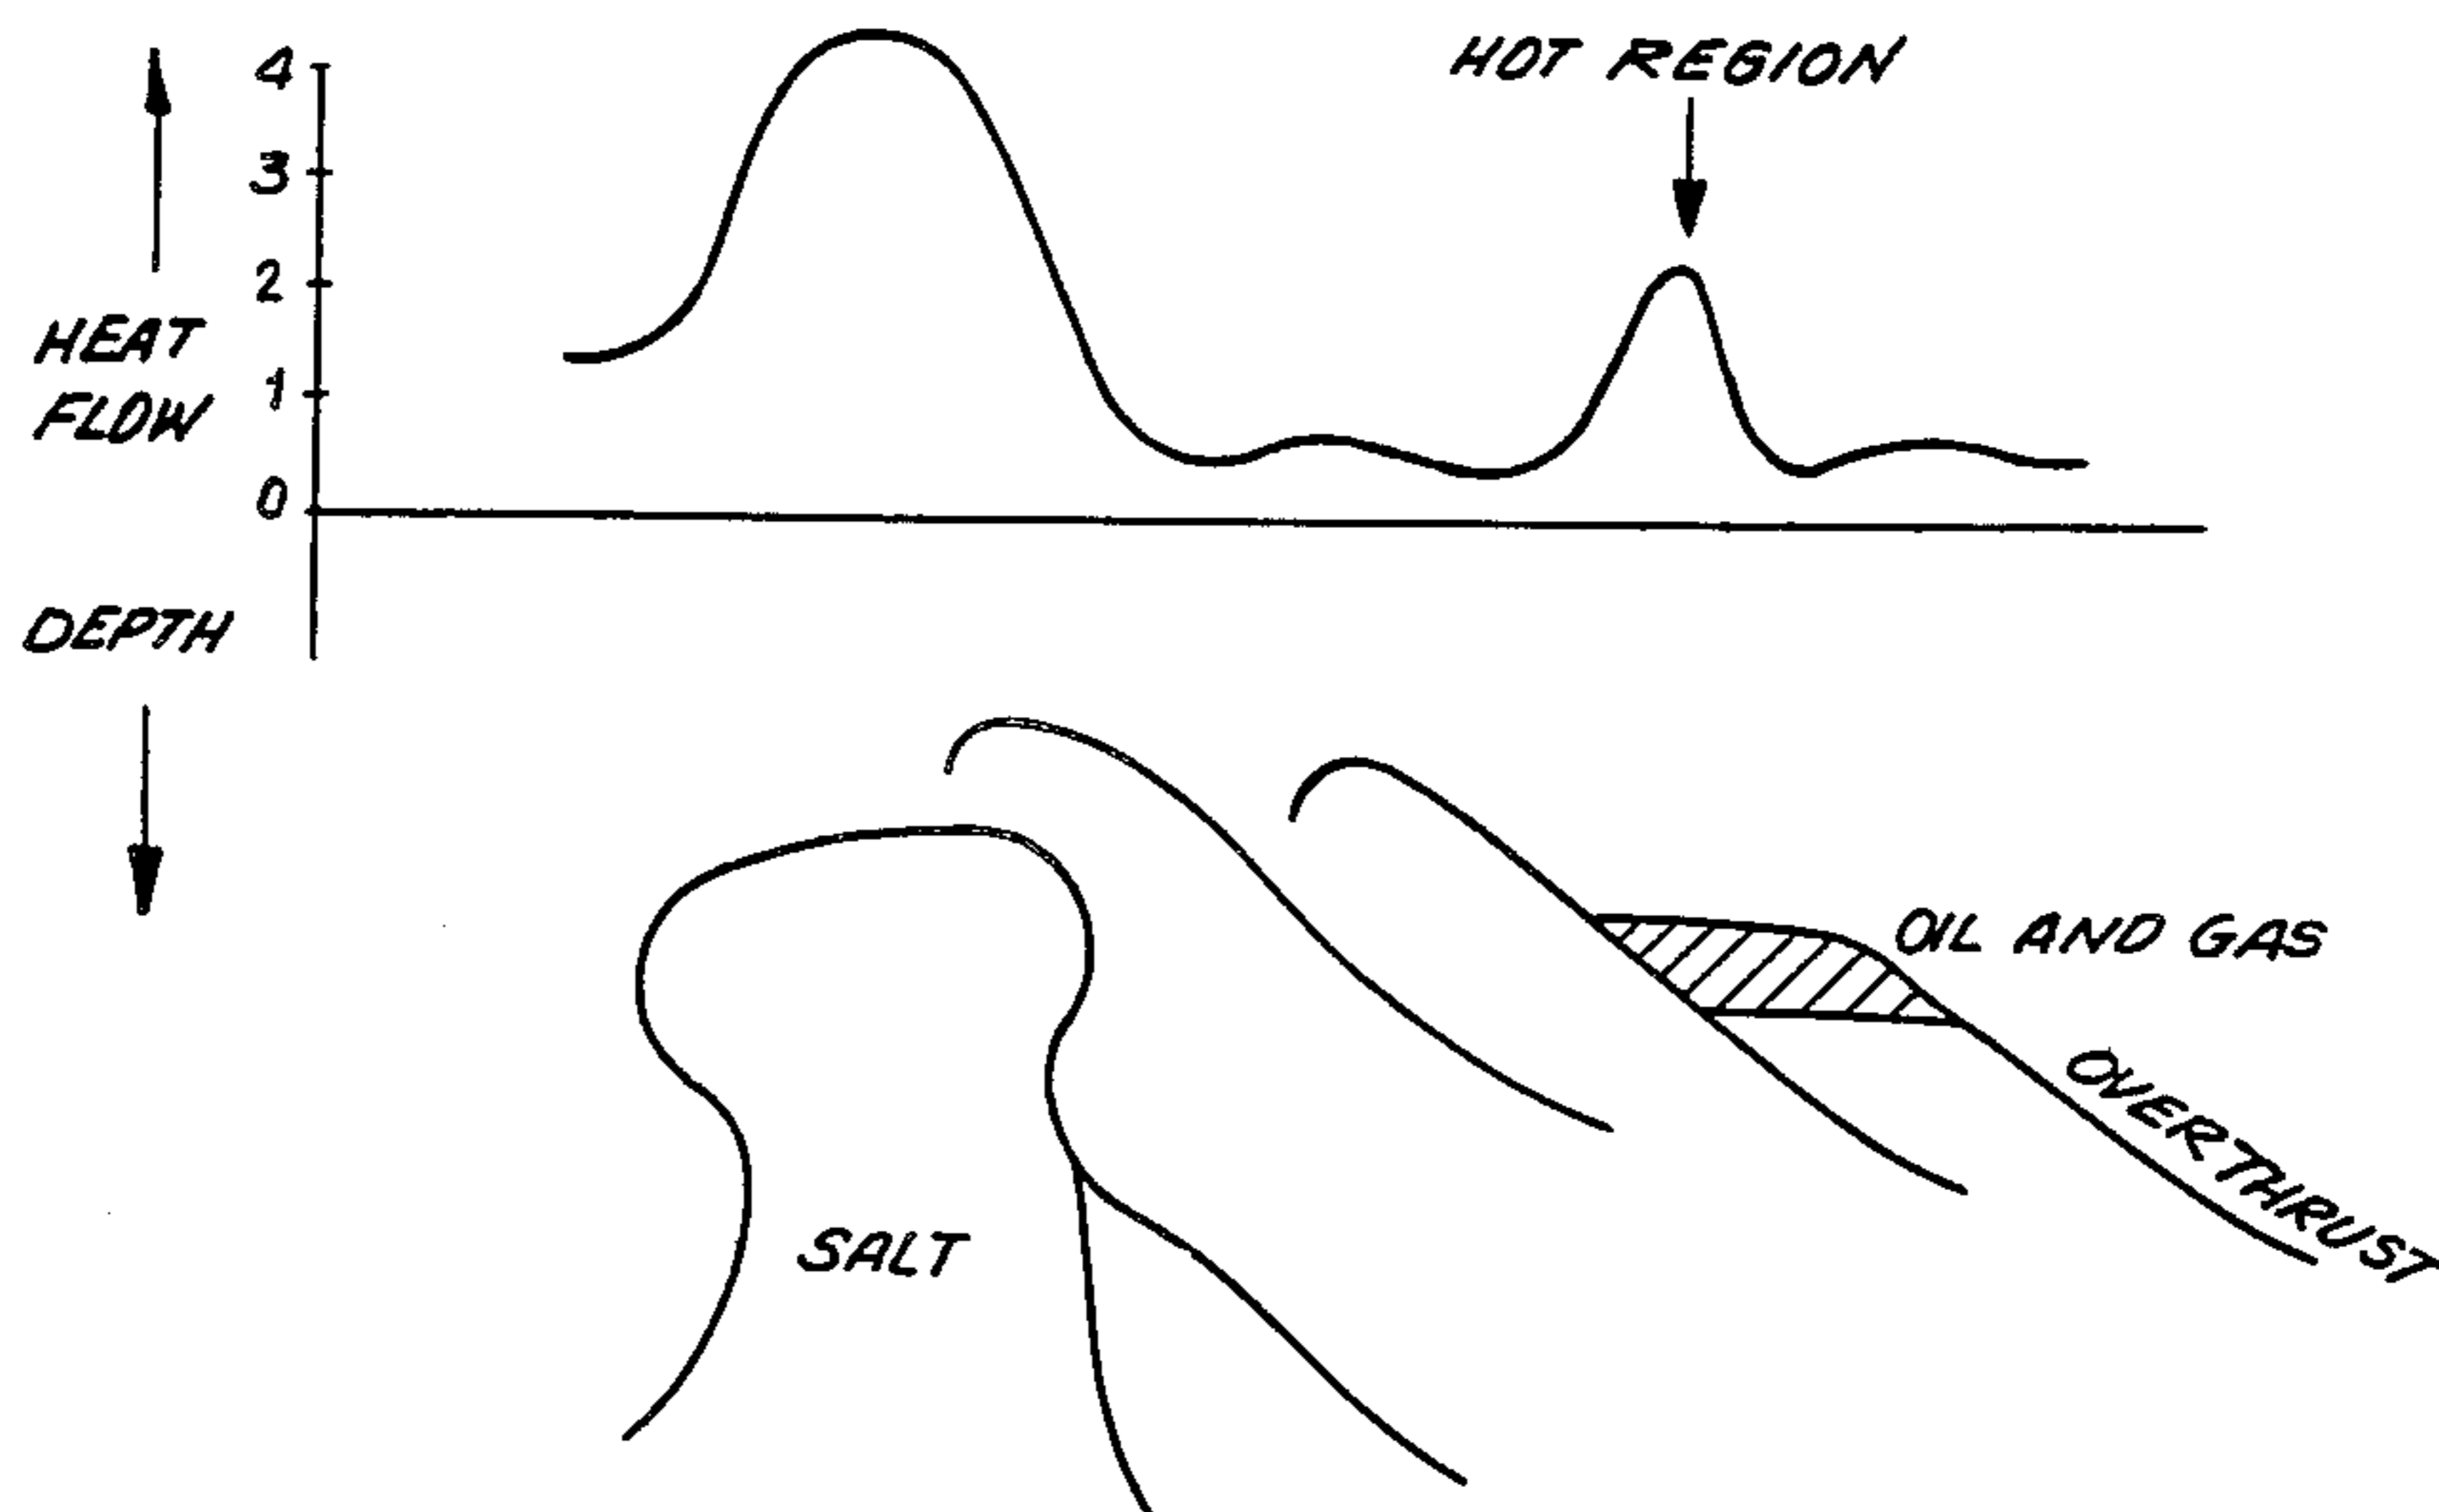 4
HOT REGION
3
2
HEAT
FLOW
1
0
DEPTH
OIL AND GAS
OVERTHRUST
SALT